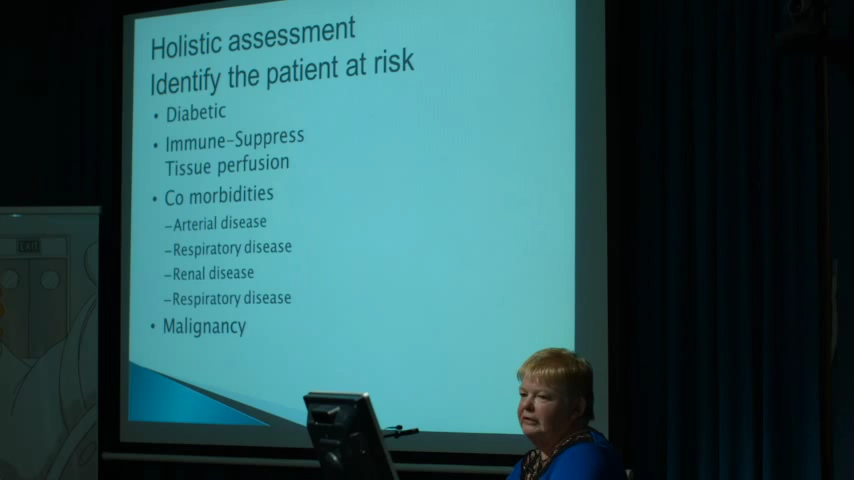 Holistic assessment
Identify the patient at risk
• Diabetic
• Immune-Suppress
Tissue perfusion
• Co morbidities
–Arterial disease
–Respiratory disease
–Renal disease
–Respiratory disease
• Malignancy
EXIT